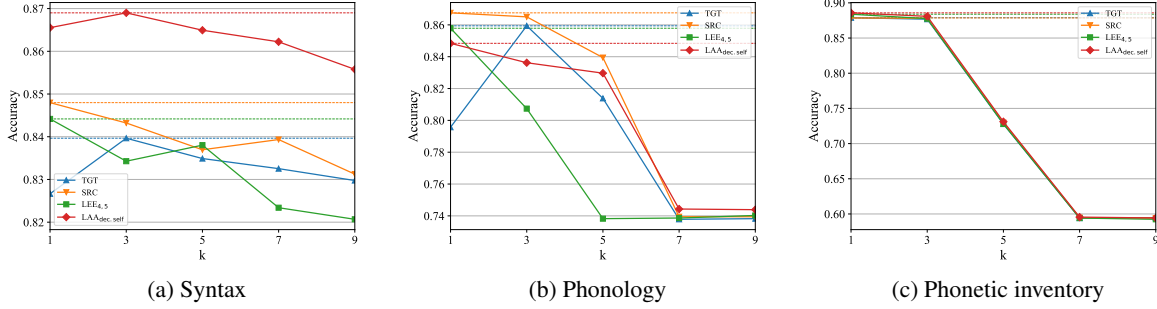 0.87
0.86
0.85
0.84
0.83
0.82
Accuracy
TGT
SRC
LEE4, 5
LAAdec. self
1 3 5 7 9
k
(a) Syntax
0.86
0.84
0.82
0.80
0.78
0.76
0.74
Accuracy
TGT
SRC
LEE4, 5
LAAdec. self
1 3 5 7 9
k
(b) Phonology
0.90
0.85
0.80
0.75
0.70
0.65
0.60
Accuracy
TGT
SRC
LEE4, 5
LAAdec. self
1 3 5 7 9
k
(c) Phonetic inventory